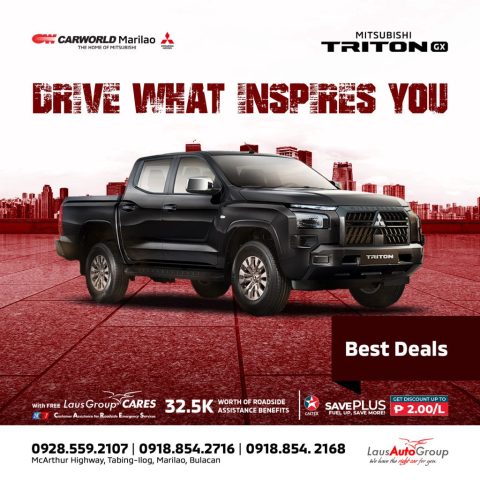 CW CARWORLD Marilao
THE HOME OF MITSUBISHI
MITSUBISHI
TRITON GX
DRIVE WHAT INSPIRES YOU
TRITON
Best Deals
With FREE LausGroup CARES
Customer Assistance for Roadside Emergency Services
32.5K WORTH OF ROADSIDE
ASSISTANCE BENEFITS
CALTEX
SAVEPLUS
FUEL UP, SAVE MORE!
GET DISCOUNT UP TO
₱ 2.00/L
0928.559.2107 | 0918.854.2716 | 0918.854. 2168
McArthur Highway, Tabing-Ilog, Marilao, Bulacan
LausAutoGroup
We have the right car for you.